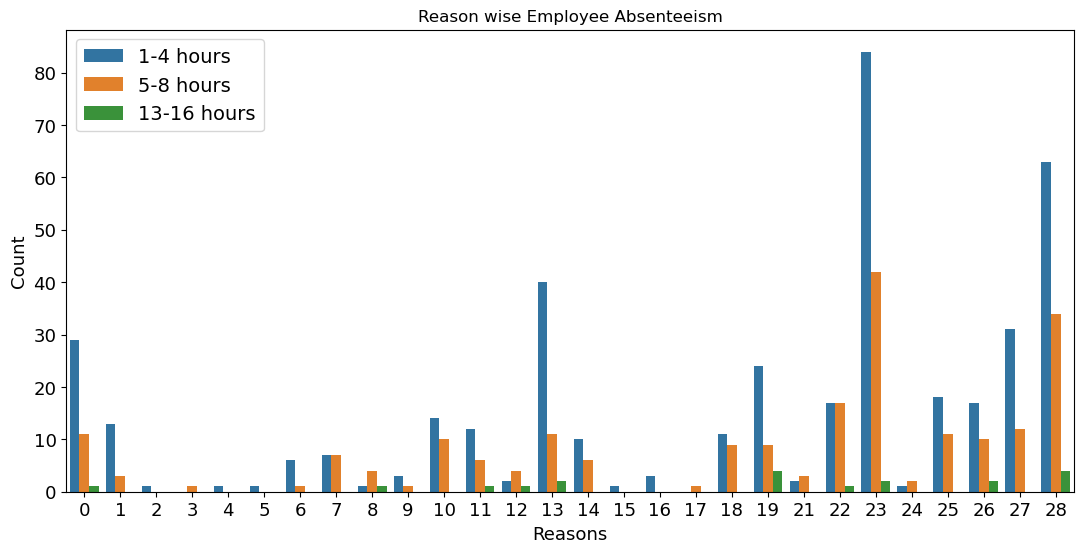 Reason wise Employee Absenteeism
1-4 hours
5-8 hours
13-16 hours
80
70
60
50
40
30
20
10
0
Count
0 1 2 3 4 5 6 7 8 9 10 11 12 13 14 15 16 17 18 19 20 21 22 23 24 25 26 27 28
Reasons